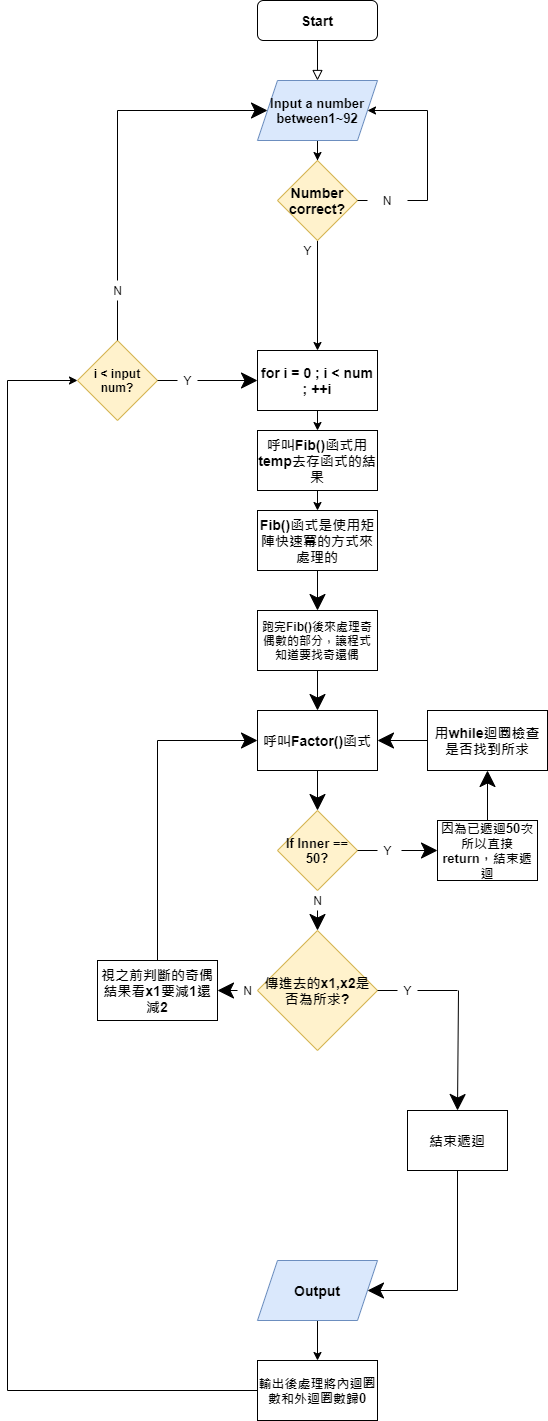 Start
Input a number
between1~92
Number
correct?
N
Y
N
i < input
num?
Y
for i = 0 ; i < num
; ++i
呼叫Fib()函式用
temp去存函式的結
果
Fib()函式是使用矩
陣快速冪的方式來
處理的
跑完Fib()後來處理奇
偶數的部分，讓程式
知道要找奇還偶
呼叫Factor()函式
用while迴圈檢查
是否找到所求
If Inner ==
50?
Y
因為已遞迴50次
所以直接
return，結束遞
迴
N
傳進去的x1,x2是
否為所求?
N
Y
視之前判斷的奇偶
結果看x1要減1還
減2
結束遞迴
Output
輸出後處理將內迴圈
數和外迴圈數歸0